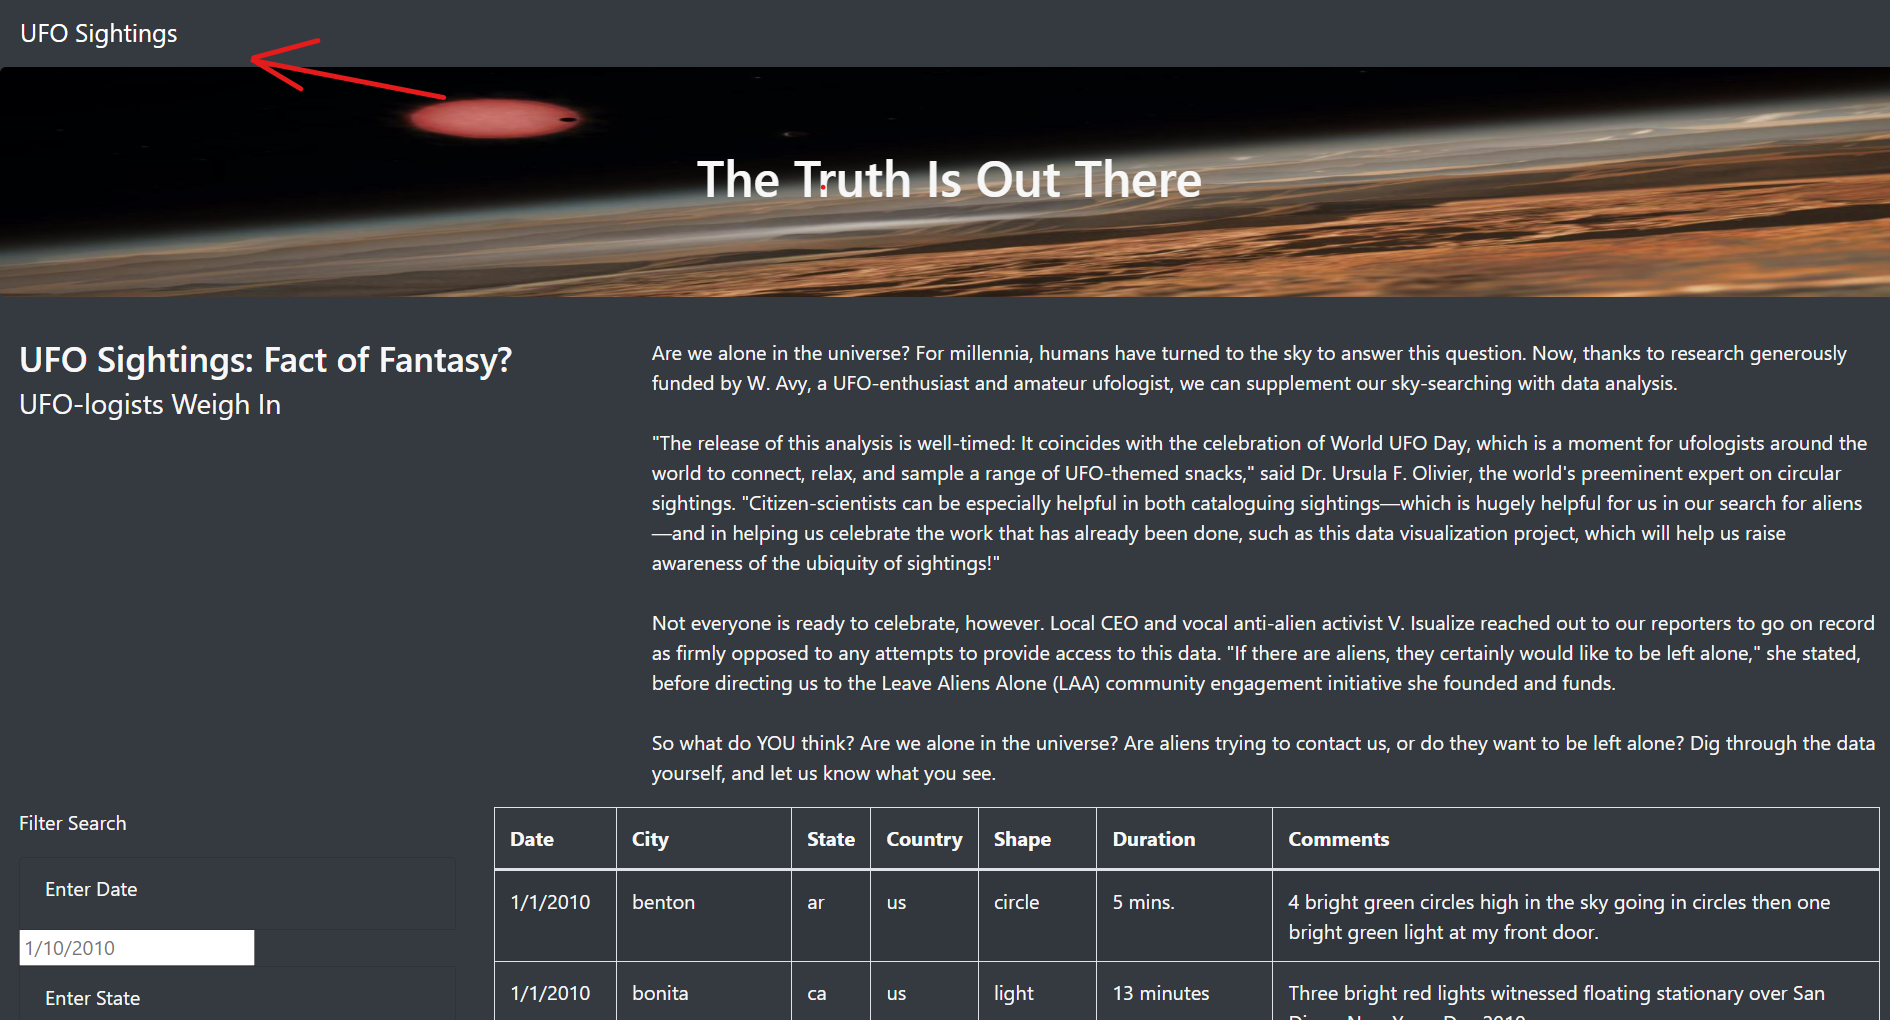 UFO Sightings
The Truth Is Out There
UFO Sightings: Fact of Fantasy?
UFO-logists Weigh In
Are we alone in the universe? For millennia, humans have turned to the sky to answer this question. Now, thanks to research generously
funded by W. Avy, a UFO-enthusiast and amateur ufologist, we can supplement our sky-searching with data analysis.
"The release of this analysis is well-timed: It coincides with the celebration of World UFO Day, which is a moment for ufologists around the
world to connect, relax, and sample a range of UFO-themed snacks," said Dr. Ursula F. Olivier, the world's preeminent expert on circular
sightings. "Citizen-scientists can be especially helpful in both cataloguing sightings—which is hugely helpful for us in our search for aliens
—and in helping us celebrate the work that has already been done, such as this data visualization project, which will help us raise
awareness of the ubiquity of sightings!"
Not everyone is ready to celebrate, however. Local CEO and vocal anti-alien activist V. Isualize reached out to our reporters to go on record
as firmly opposed to any attempts to provide access to this data. "If there are aliens, they certainly would like to be left alone," she stated,
before directing us to the Leave Aliens Alone (LAA) community engagement initiative she founded and funds.
So what do YOU think? Are we alone in the universe? Are aliens trying to contact us, or do they want to be left alone? Dig through the data
yourself, and let us know what you see.
Filter Search
Enter Date
1/10/2010
Enter State
Date City State Country Shape Duration Comments
1/1/2010 benton ar us circle 5 mins. 4 bright green circles high in the sky going in circles then one
bright green light at my front door.
1/1/2010 bonita ca us light 13 minutes Three bright red lights witnessed floating stationary over San